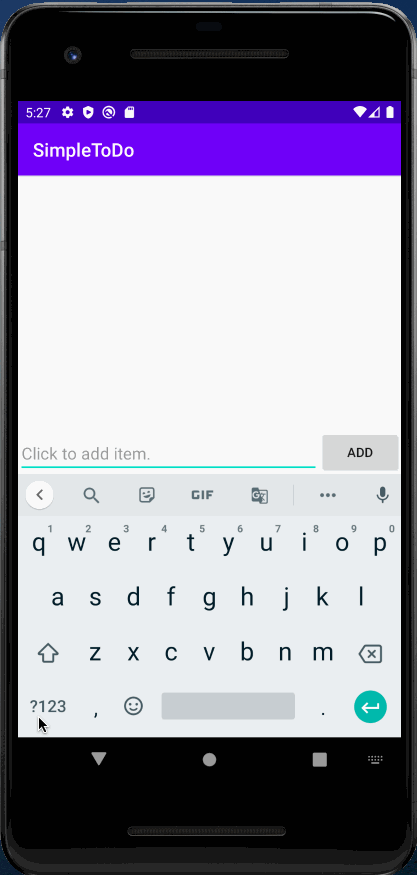 5:27
SimpleToDo
Click to add item.
ADD
GIF
G
1 2 3 4 5 6 7 8 9 0
q w e r t y u i o p
a s d f g h j k l
z x c v b n m
?123 , .